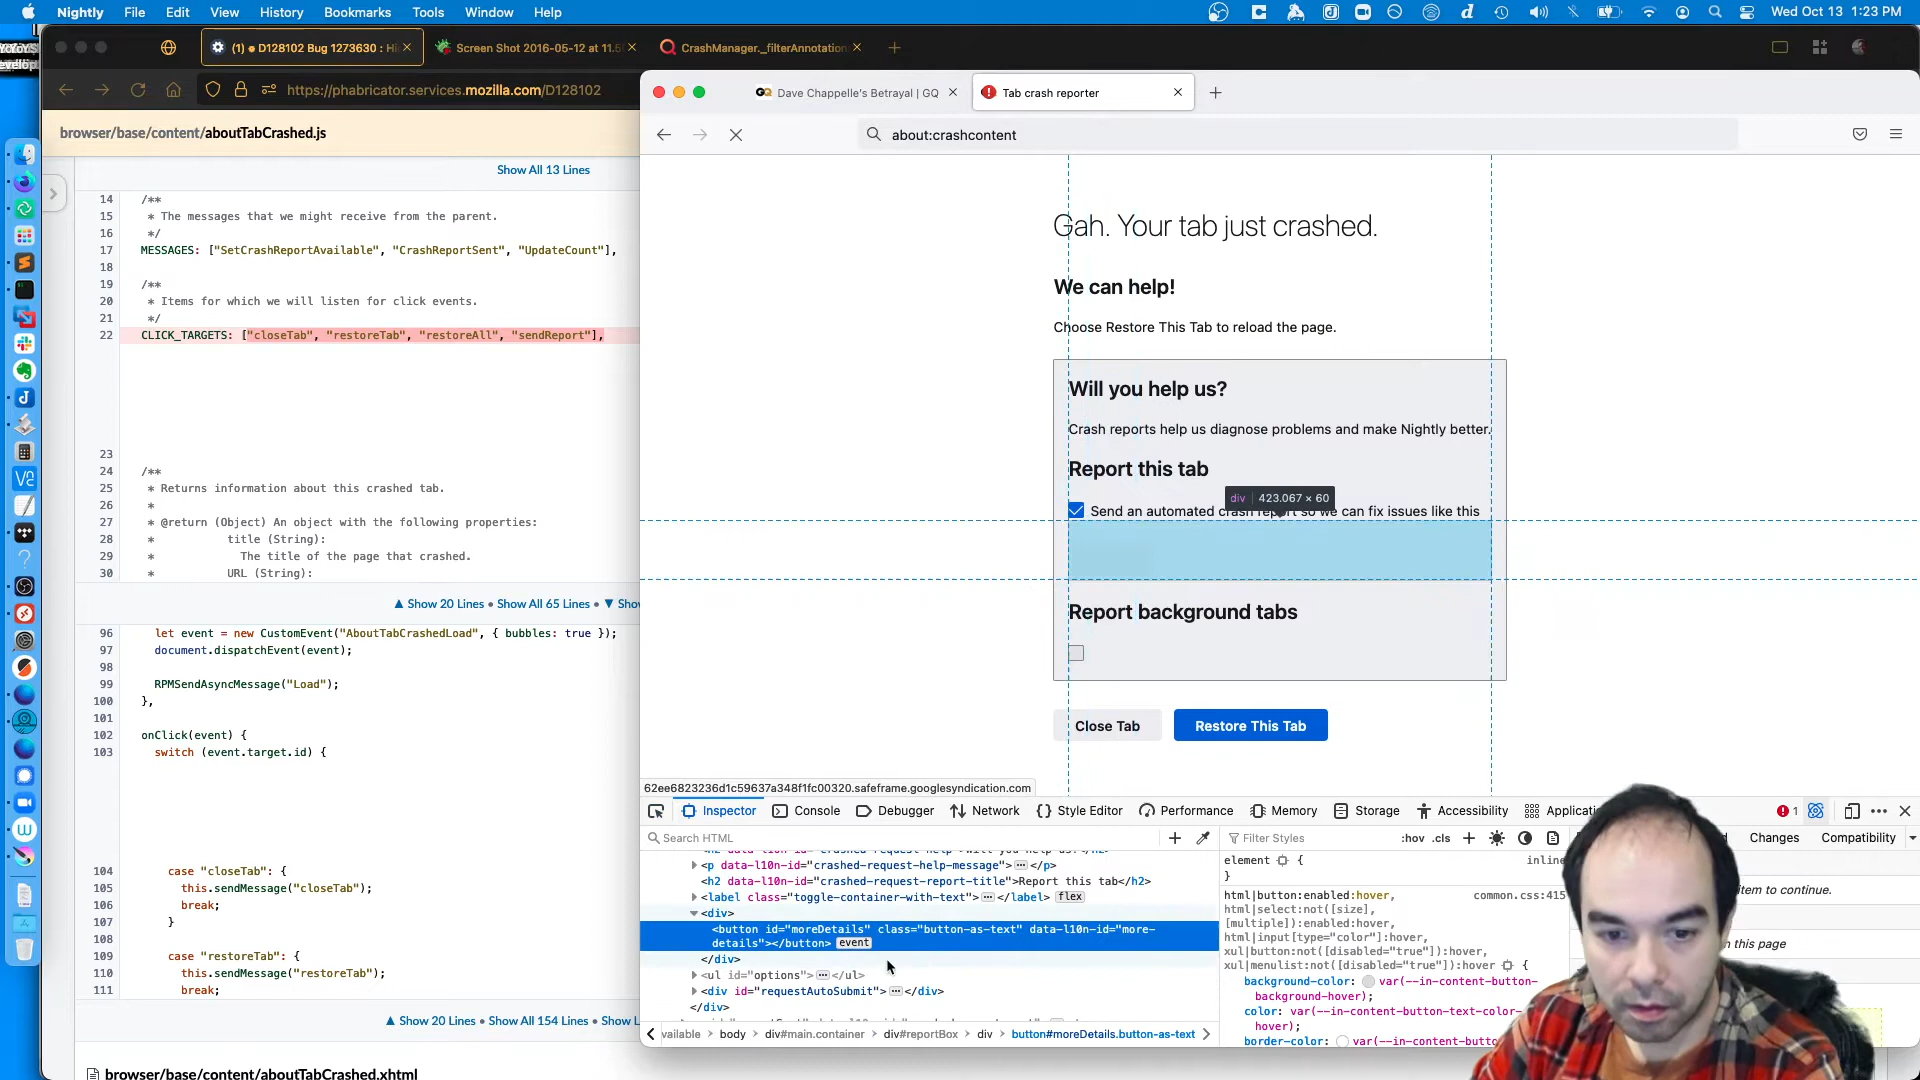 Nightly File Edit View History Bookmarks Tools Window Help Wed Oct 13 1:23 PM
(1) ● D128102 Bug 1273630 : Hi Screen Shot 2016-05-12 at 11.5 CrashManager._filterAnnotation
https://phabricator.services.mozilla.com/D128102
browser/base/content/aboutTabCrashed.js
Show All 13 Lines
14 /**
15 * The messages that we might receive from the parent.
16 */
17 MESSAGES: ["SetCrashReportAvailable", "CrashReportSent", "UpdateCount"],
18
19 /**
20 * Items for which we will listen for click events.
21 */
22 CLICK_TARGETS: ["closeTab", "restoreTab", "restoreAll", "sendReport"],
23
24 /**
25 * Returns information about this crashed tab.
26 *
27 * @return (Object) An object with the following properties:
28 * title (String):
29 * The title of the page that crashed.
30 * URL (String):
▲ Show 20 Lines • Show All 65 Lines • ▼ Show
96 let event = new CustomEvent("AboutTabCrashedLoad", { bubbles: true });
97 document.dispatchEvent(event);
98
99 RPMSendAsyncMessage("Load");
100 },
101
102 onClick(event) {
103 switch (event.target.id) {
104 case "closeTab": {
105 this.sendMessage("closeTab");
106 break;
107 }
108
109 case "restoreTab": {
110 this.sendMessage("restoreTab");
111 break;
▲ Show 20 Lines • Show All 154 Lines • Show L
browser/base/content/aboutTabCrashed.xhtml
Dave Chappelle's Betrayal | GQ Tab crash reporter
about:crashcontent
Gah. Your tab just crashed.
We can help!
Choose Restore This Tab to reload the page.
Will you help us?
Crash reports help us diagnose problems and make Nightly better.
Report this tab
div 423.067 × 60
Send an automated crash report so we can fix issues like this
Report background tabs
Close Tab Restore This Tab
62ee6823236d1c59637a348f1fc00320.safeframe.googlesyndication.com
Inspector Console Debugger Network Style Editor Performance Memory Storage Accessibility Applicatio 1
Search HTML Filter Styles :hov .cls Changes Compatibility
<p data-l10n-id="crashed-request-help-message"></p>
<h2 data-l10n-id="crashed-request-report-title">Report this tab</h2>
<label class="toggle-container-with-text"></label> flex
<div>
<button id="moreDetails" class="button-as-text" data-l10n-id="more-
details"></button> event
</div>
<ul id="options"></ul>
<div id="requestAutoSubmit"></div>
</div>
vailable body div#main.container div#reportBox div button#moreDetails.button-as-text
element { inline
}
html|button:enabled:hover, common.css:415
html|select:not([size],
[multiple]):enabled:hover,
html|input[type="color"]:hover,
xul|button:not([disabled="true"]):hover,
xul|menulist:not([disabled="true"]):hover {
background-color: var(--in-content-button-
background-hover);
color: var(--in-content-button-text-color-
hover);
border-color: var(--in-content-butto
item to continue.
n this page